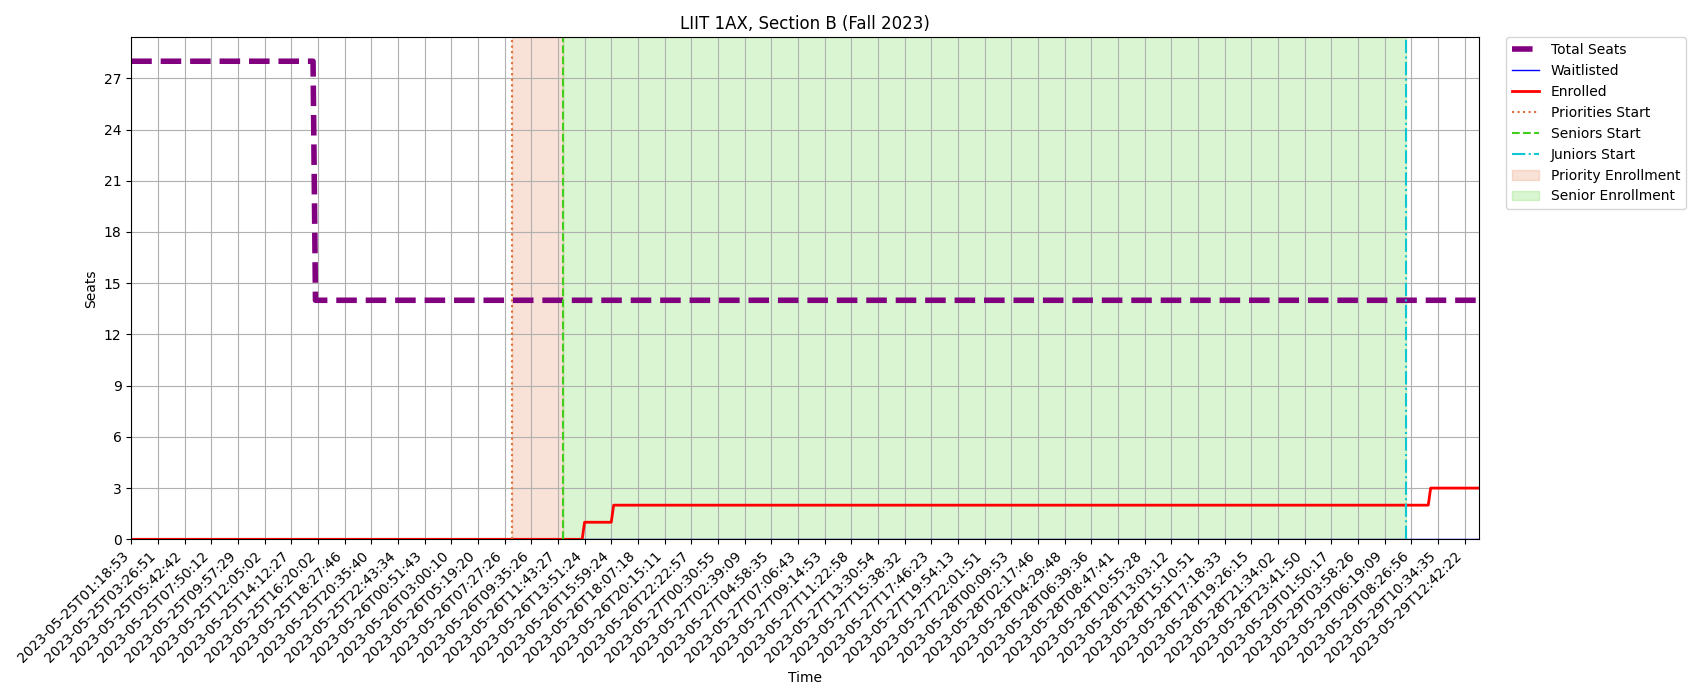 LIIT 1AX, Section B (Fall 2023)
Total Seats
Waitlisted
Enrolled
Priorities Start
Seniors Start
Juniors Start
Priority Enrollment
Senior Enrollment
Seats
27
24
21
18
15
12
9
6
3
0
2023-05-25T01:18:53
2023-05-25T03:26:51
2023-05-25T05:42:42
2023-05-25T07:50:12
2023-05-25T09:57:29
2023-05-25T12:05:02
2023-05-25T14:12:27
2023-05-25T16:20:02
2023-05-25T18:27:46
2023-05-25T20:35:40
2023-05-25T22:43:34
2023-05-26T00:51:43
2023-05-26T03:00:10
2023-05-26T05:19:20
2023-05-26T07:27:26
2023-05-26T09:35:26
2023-05-26T11:43:27
2023-05-26T13:51:24
2023-05-26T15:59:24
2023-05-26T18:07:18
2023-05-26T20:15:11
2023-05-26T22:22:57
2023-05-27T00:30:55
2023-05-27T02:39:09
2023-05-27T04:58:35
2023-05-27T07:06:43
2023-05-27T09:14:53
2023-05-27T11:22:58
2023-05-27T13:30:54
2023-05-27T15:38:32
2023-05-27T17:46:23
2023-05-27T19:54:13
2023-05-27T22:01:51
2023-05-28T00:09:53
2023-05-28T02:17:46
2023-05-28T04:29:48
2023-05-28T06:39:36
2023-05-28T08:47:41
2023-05-28T10:55:28
2023-05-28T13:03:12
2023-05-28T15:10:51
2023-05-28T17:18:33
2023-05-28T19:26:15
2023-05-28T21:34:02
2023-05-28T23:41:50
2023-05-29T01:50:17
2023-05-29T03:58:26
2023-05-29T06:19:09
2023-05-29T08:26:56
2023-05-29T10:34:35
2023-05-29T12:42:22
Time